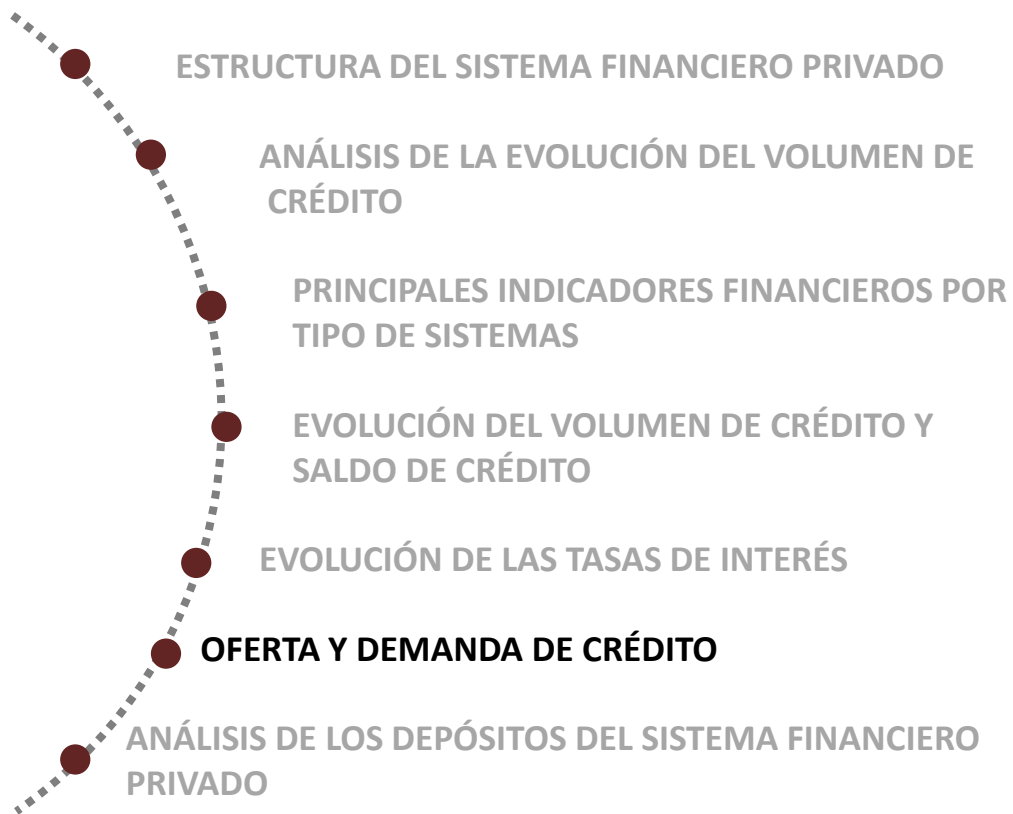 ESTRUCTURA DEL SISTEMA FINANCIERO PRIVADO
ANÁLISIS DE LA EVOLUCIÓN DEL VOLUMEN DE
CRÉDITO
PRINCIPALES INDICADORES FINANCIEROS POR
TIPO DE SISTEMAS
EVOLUCIÓN DEL VOLUMEN DE CRÉDITO Y
SALDO DE CRÉDITO
EVOLUCIÓN DE LAS TASAS DE INTERÉS
OFERTA Y DEMANDA DE CRÉDITO
ANÁLISIS DE LOS DEPÓSITOS DEL SISTEMA FINANCIERO
PRIVADO